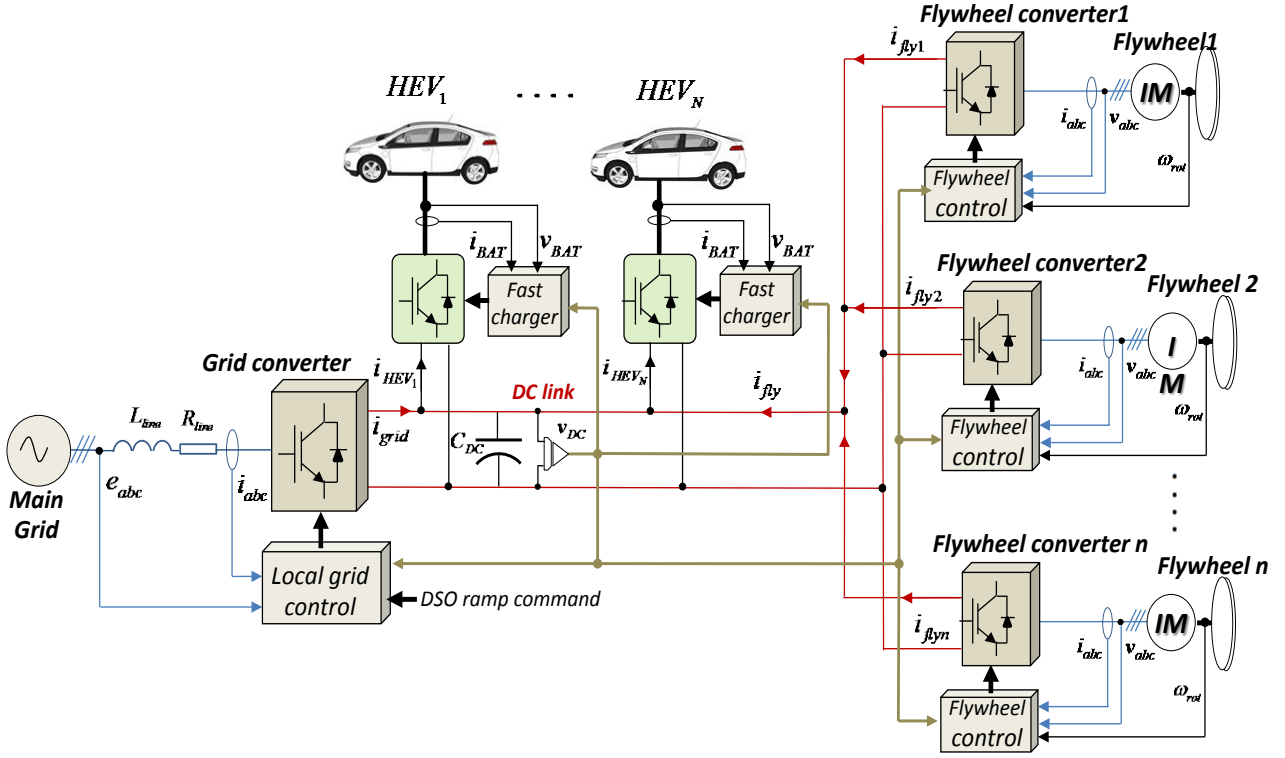 Flywheel converter1
i_fly1
Flywheel1
IM
i_abc
v_abc
ω_rot
Flywheel
control
HEV_1
. . . .
HEV_N
i_BAT
v_BAT
Fast
charger
i_BAT
v_BAT
Fast
charger
Flywheel converter2
i_fly2
Flywheel 2
I
M
i_abc
v_abc
ω_rot
Flywheel
control
Grid converter
i_HEV_1
i_HEV_N
DC link
i_fly
L_line
R_line
i_grid
C_DC
v_DC
Main
Grid
e_abc
i_abc
Local grid
control
DSO ramp command
Flywheel converter n
i_flyn
Flywheel n
IM
i_abc
v_abc
ω_rot
Flywheel
control